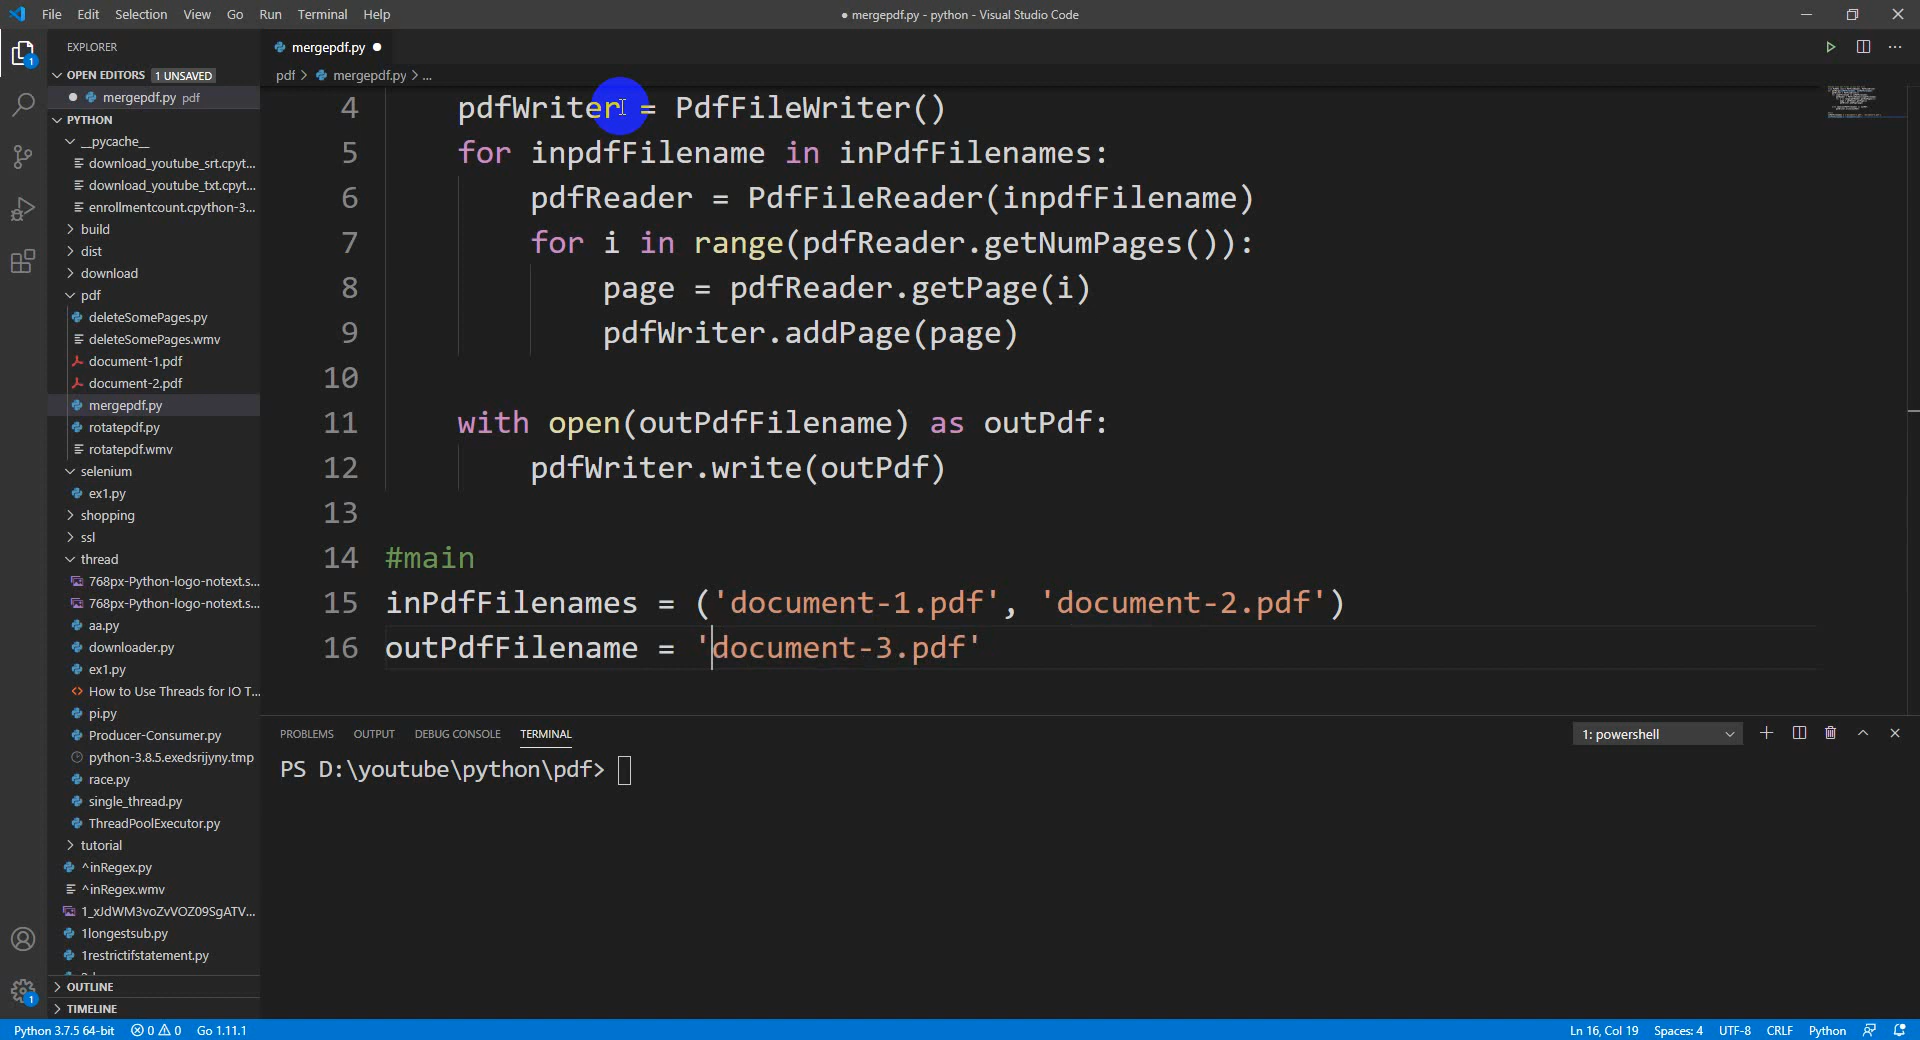 File Edit Selection View Go Run Terminal Help
● mergepdf.py - python - Visual Studio Code
EXPLORER
OPEN EDITORS 1 UNSAVED
mergepdf.py pdf
PYTHON
__pycache__
download_youtube_srt.cpyt...
download_youtube_txt.cpyt...
enrollmentcount.cpython-3...
build
dist
download
pdf
deleteSomePages.py
deleteSomePages.wmv
document-1.pdf
document-2.pdf
mergepdf.py
rotatepdf.py
rotatepdf.wmv
selenium
ex1.py
shopping
ssl
thread
768px-Python-logo-notext.s...
768px-Python-logo-notext.s...
aa.py
downloader.py
ex1.py
How to Use Threads for IO T...
pi.py
Producer-Consumer.py
python-3.8.5.exedsrijyny.tmp
race.py
single_thread.py
ThreadPoolExecutor.py
tutorial
^inRegex.py
^inRegex.wmv
1_xJdWM3voZvVOZ09SgATV...
1longestsub.py
1restrictifstatement.py
OUTLINE
TIMELINE
1
1
mergepdf.py
pdf > mergepdf.py > ...
4 pdfWriter = PdfFileWriter()
5 for inpdfFilename in inPdfFilenames:
6 pdfReader = PdfFileReader(inpdfFilename)
7 for i in range(pdfReader.getNumPages()):
8 page = pdfReader.getPage(i)
9 pdfWriter.addPage(page)
10
11 with open(outPdfFilename) as outPdf:
12 pdfWriter.write(outPdf)
13
14 #main
15 inPdfFilenames = ('document-1.pdf', 'document-2.pdf')
16 outPdfFilename = 'document-3.pdf'
PROBLEMS OUTPUT DEBUG CONSOLE TERMINAL
1: powershell
PS D:\youtube\python\pdf>
Python 3.7.5 64-bit 0 0 Go 1.11.1
Ln 16, Col 19 Spaces: 4 UTF-8 CRLF Python